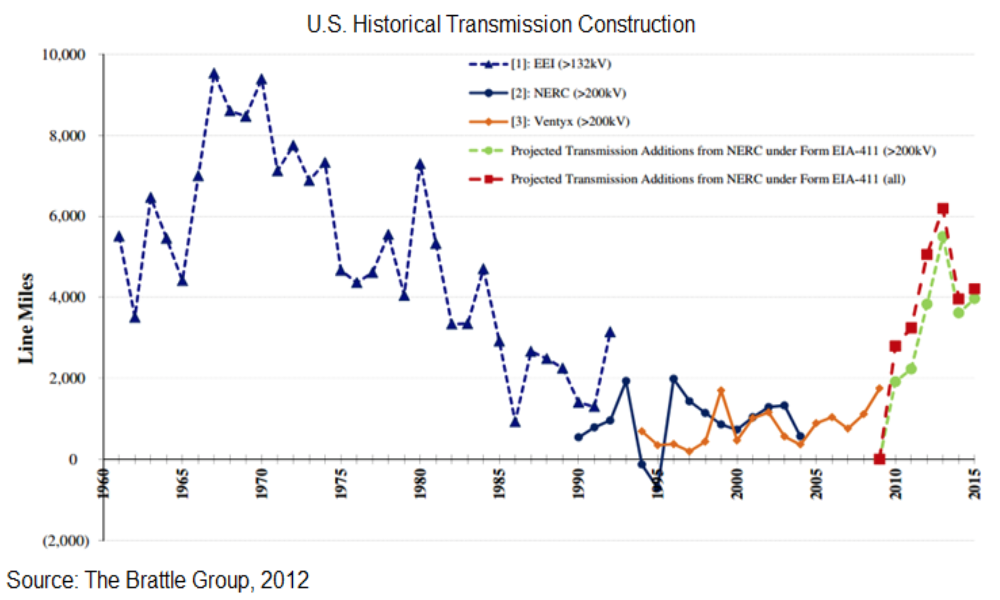 U.S. Historical Transmission Construction
10,000
8,000
6,000
4,000
2,000
0
(2,000)
Line Miles
[1]: EEI (>132kV)
[2]: NERC (>200kV)
[3]: Ventyx (>200kV)
Projected Transmission Additions from NERC under Form EIA-411 (>200kV)
Projected Transmission Additions from NERC under Form EIA-411 (all)
1960
1965
1970
1975
1980
1985
1990
1995
2000
2005
2010
2015
Source: The Brattle Group, 2012